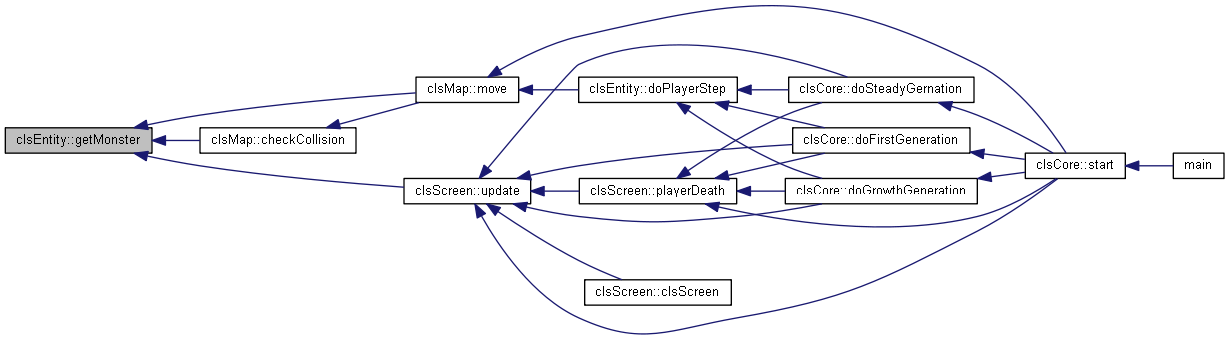 clsEntity::getMonster
clsMap::checkCollision
clsMap::move
clsScreen::update
clsEntity::doPlayerStep
clsScreen::playerDeath
clsScreen::clsScreen
clsCore::doSteadyGernation
clsCore::doFirstGeneration
clsCore::doGrowthGeneration
clsCore::start
main